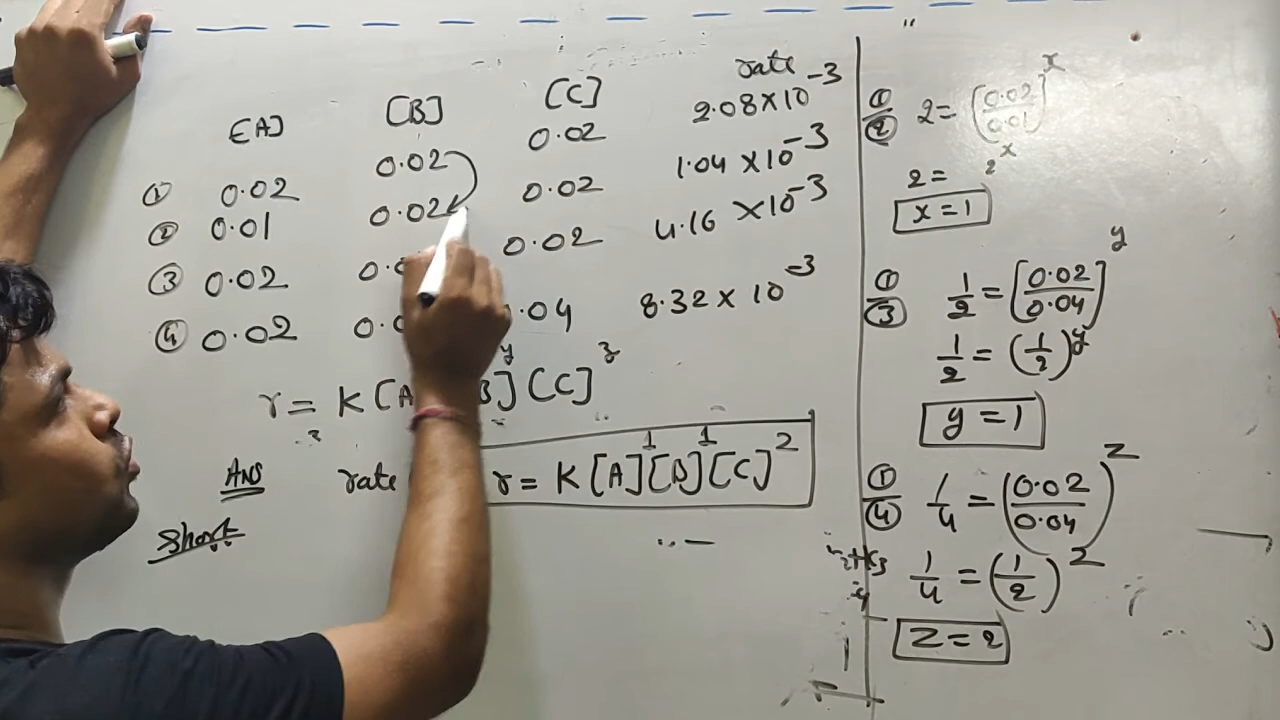 [A] [B] [C] rate
① 0.02 0.02 0.02 2.08×10⁻³
② 0.01 0.02 0.02 1.04×10⁻³
③ 0.02 0.02 4.16×10⁻³
④ 0.02 .04 8.32×10⁻³
r = K[A B]ʸ[C]ᶻ
Ans rate r = K[A]¹[B]¹[C]²
Short
①/② 2 = (0.02/0.01)ˣ
2 = 2ˣ
x = 1
①/③ 1/2 = [0.02/0.04]ʸ
1/2 = (1/2)ʸ
y = 1
①/④ 1/4 = (0.02/0.04)ᶻ
1/4 = (1/2)ᶻ
z = 2